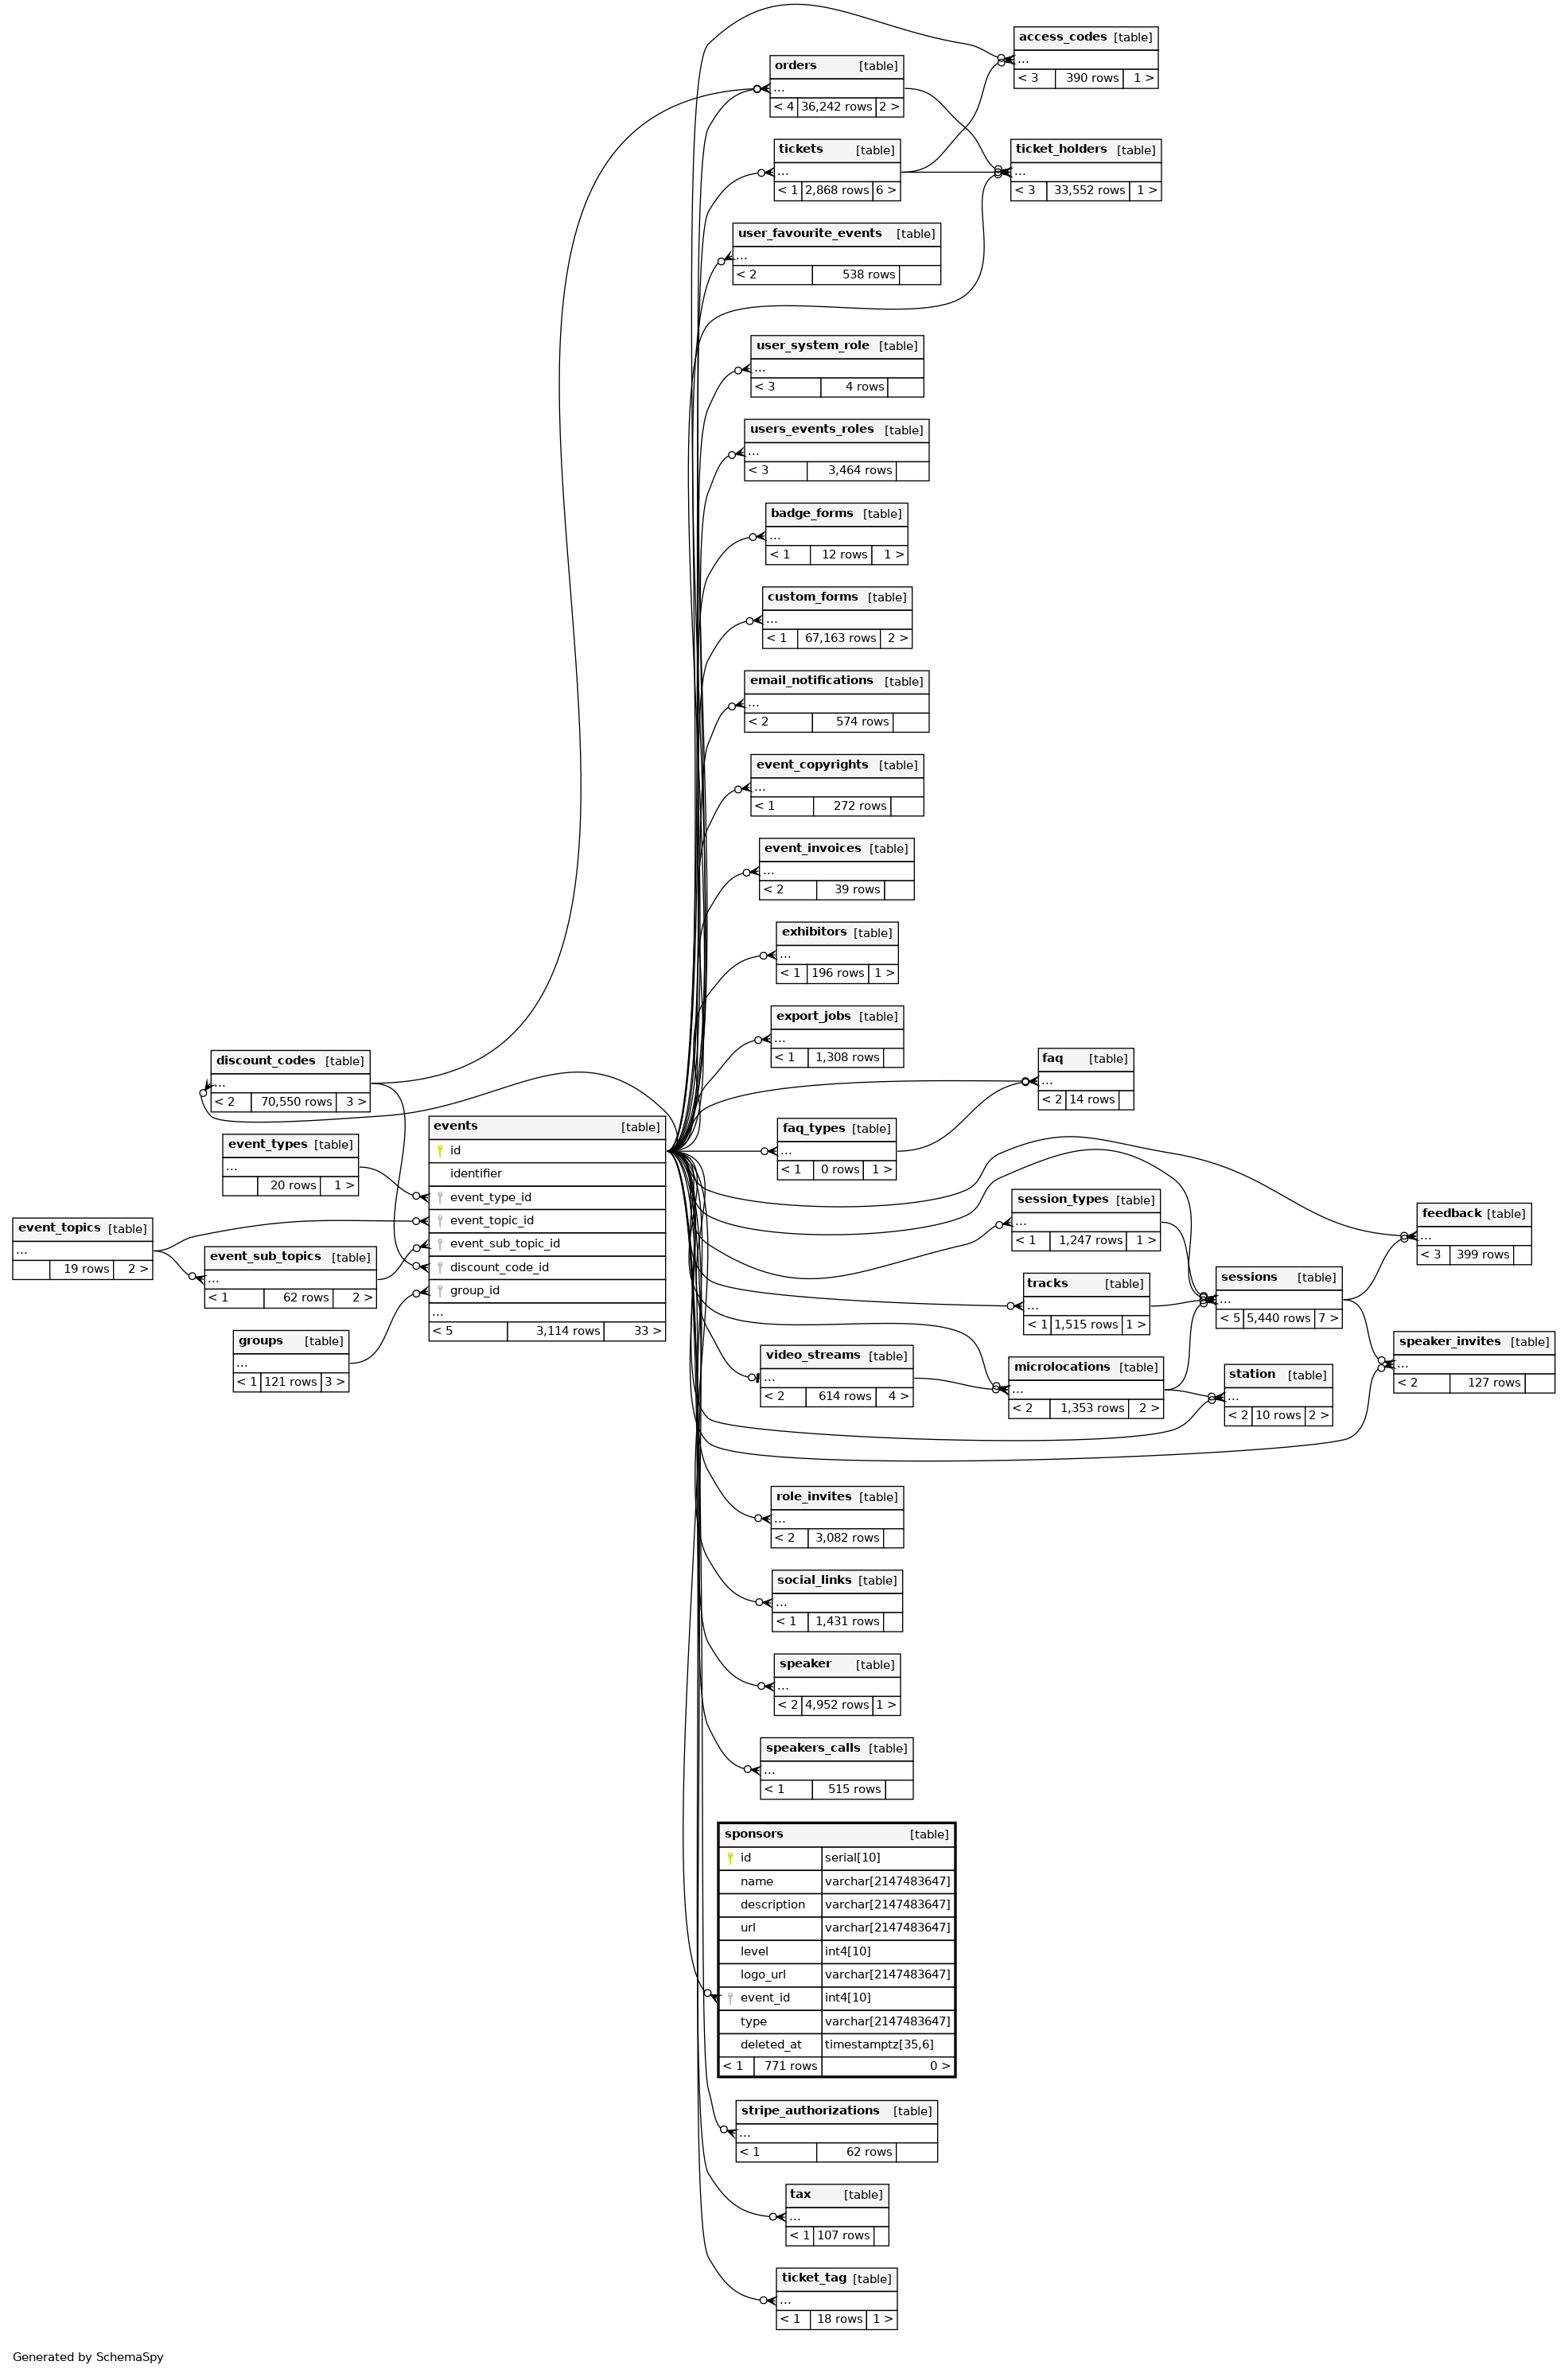 access_codes [table]
...
< 3 390 rows 1 >
orders [table]
...
< 4 36,242 rows 2 >
tickets [table]
...
< 1 2,868 rows 6 >
ticket_holders [table]
...
< 3 33,552 rows 1 >
user_favourite_events [table]
...
< 2 538 rows
user_system_role [table]
...
< 3 4 rows
users_events_roles [table]
...
< 3 3,464 rows
badge_forms [table]
...
< 1 12 rows 1 >
custom_forms [table]
...
< 1 67,163 rows 2 >
email_notifications [table]
...
< 2 574 rows
event_copyrights [table]
...
< 1 272 rows
event_invoices [table]
...
< 2 39 rows
exhibitors [table]
...
< 1 196 rows 1 >
export_jobs [table]
...
< 1 1,308 rows
faq [table]
...
< 2 14 rows
discount_codes [table]
...
< 2 70,550 rows 3 >
faq_types [table]
...
< 1 0 rows 1 >
event_types [table]
...
20 rows 1 >
event_topics [table]
...
19 rows 2 >
event_sub_topics [table]
...
< 1 62 rows 2 >
groups [table]
...
< 1 121 rows 3 >
events [table]
id
identifier
event_type_id
event_topic_id
event_sub_topic_id
discount_code_id
group_id
...
< 5 3,114 rows 33 >
session_types [table]
...
< 1 1,247 rows 1 >
feedback [table]
...
< 3 399 rows
tracks [table]
...
< 1 1,515 rows 1 >
sessions [table]
...
< 5 5,440 rows 7 >
speaker_invites [table]
...
< 2 127 rows
video_streams [table]
...
< 2 614 rows 4 >
microlocations [table]
...
< 2 1,353 rows 2 >
station [table]
...
< 2 10 rows 2 >
role_invites [table]
...
< 2 3,082 rows
social_links [table]
...
< 1 1,431 rows
speaker [table]
...
< 2 4,952 rows 1 >
speakers_calls [table]
...
< 1 515 rows
sponsors [table]
id serial[10]
name varchar[2147483647]
description varchar[2147483647]
url varchar[2147483647]
level int4[10]
logo_url varchar[2147483647]
event_id int4[10]
type varchar[2147483647]
deleted_at timestamptz[35,6]
< 1 771 rows 0 >
stripe_authorizations [table]
...
< 1 62 rows
tax [table]
...
< 1 107 rows
ticket_tag [table]
...
< 1 18 rows 1 >
Generated by SchemaSpy